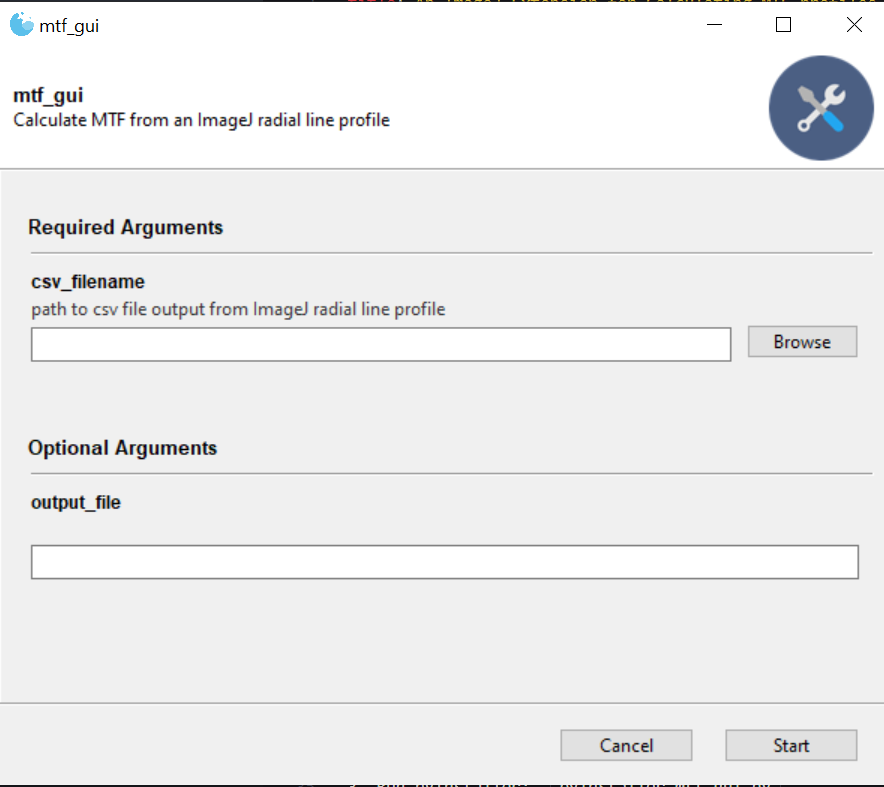 mtf_gui
mtf_gui
Calculate MTF from an ImageJ radial line profile
Required Arguments
csv_filename
path to csv file output from ImageJ radial line profile
Browse
Optional Arguments
output_file
Cancel
Start